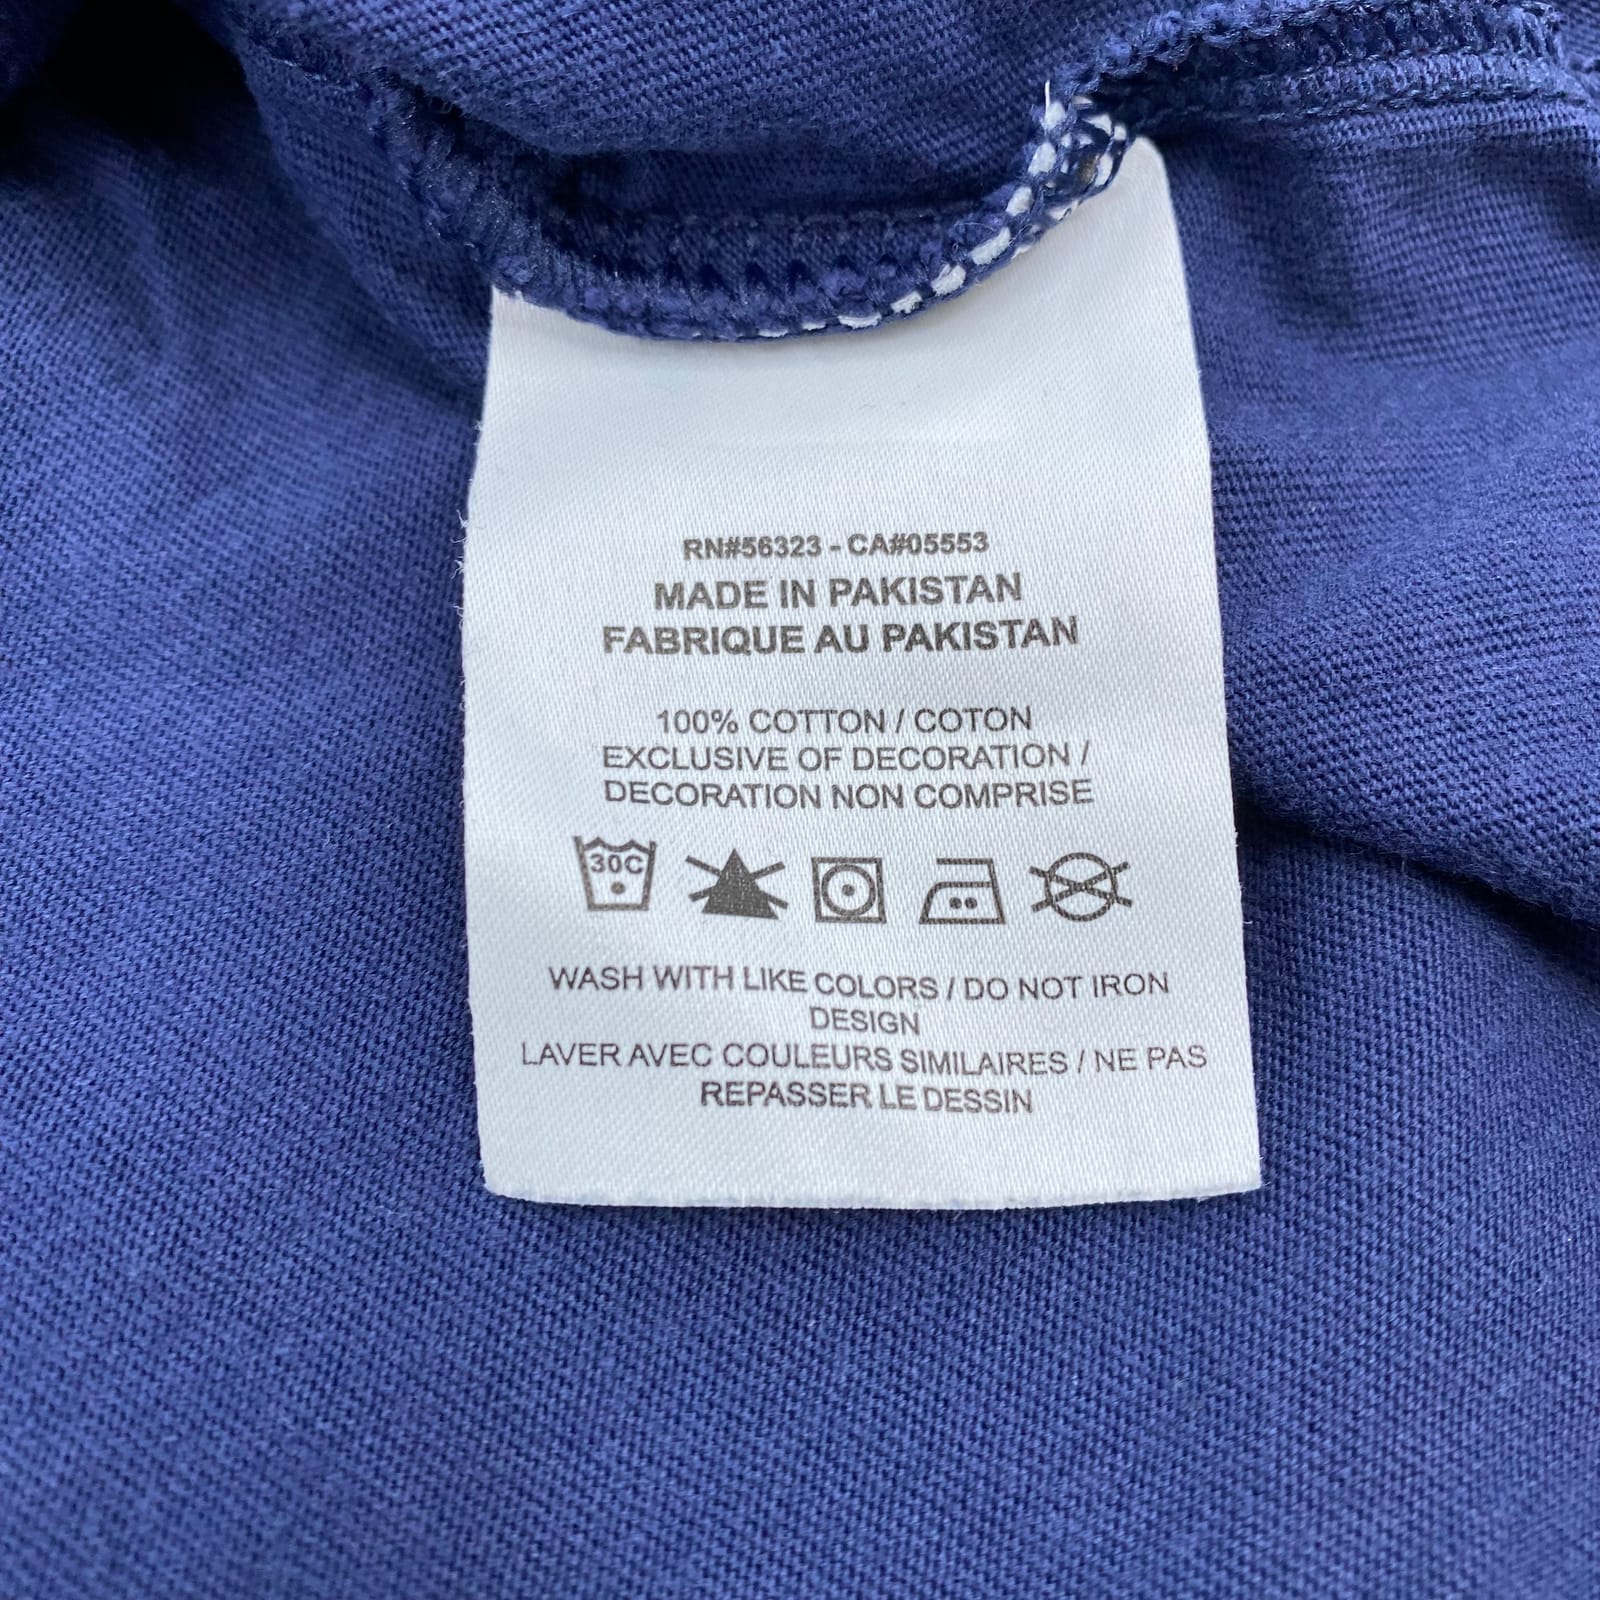 RN#56323 - CA#05553
MADE IN PAKISTAN
FABRIQUE AU PAKISTAN
100% COTTON / COTON
EXCLUSIVE OF DECORATION /
DECORATION NON COMPRISE
30C
WASH WITH LIKE COLORS / DO NOT IRON
DESIGN
LAVER AVEC COULEURS SIMILAIRES / NE PAS
REPASSER LE DESSIN